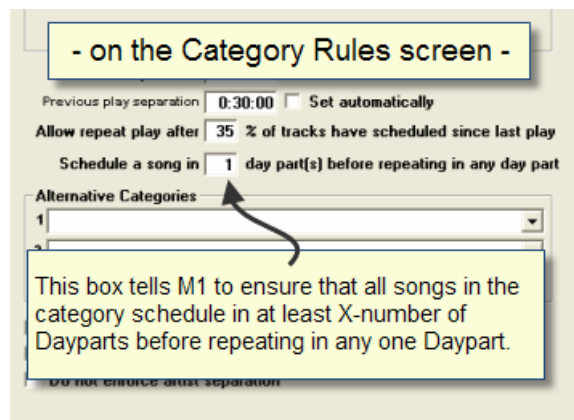 - on the Category Rules screen -
Previous play separation 0:30:00 Set automatically
Allow repeat play after 35 % of tracks have scheduled since last play
Schedule a song in 1 day part(s) before repeating in any day part
Alternative Categories
1
This box tells M1 to ensure that all songs in the
category schedule in at least X-number of
Dayparts before repeating in any one Daypart.
Do not enforce artist separation